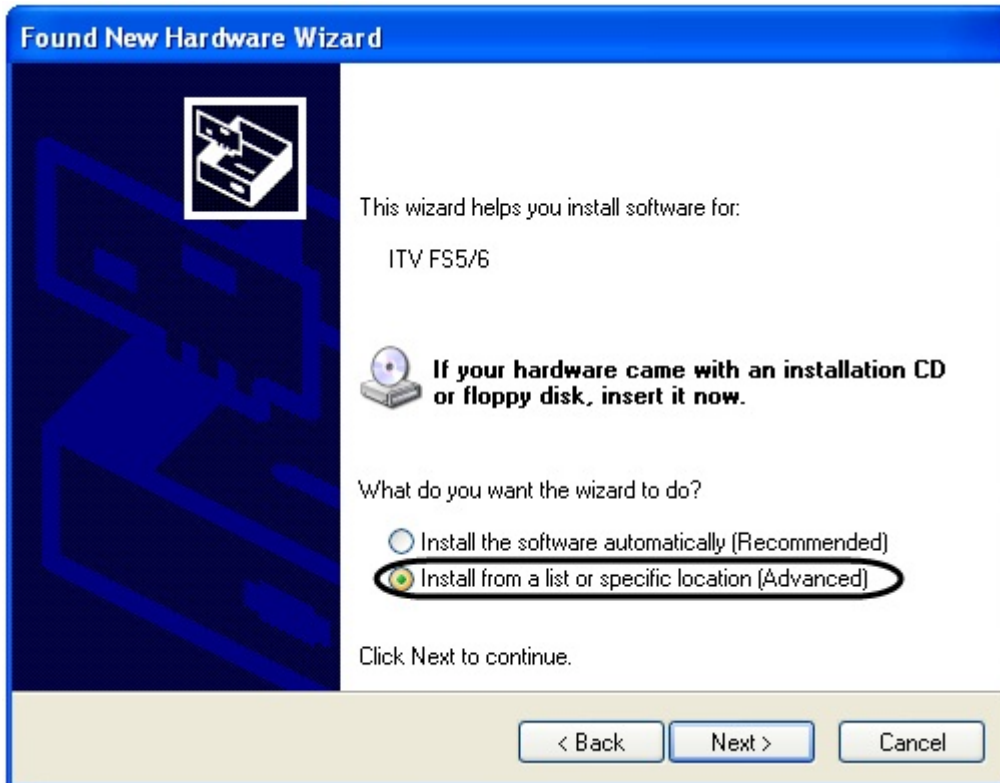 Found New Hardware Wizard
This wizard helps you install software for:
ITV FS5/6
If your hardware came with an installation CD
or floppy disk, insert it now.
What do you want the wizard to do?
Install the software automatically (Recommended)
Install from a list or specific location (Advanced)
Click Next to continue.
< Back Next > Cancel